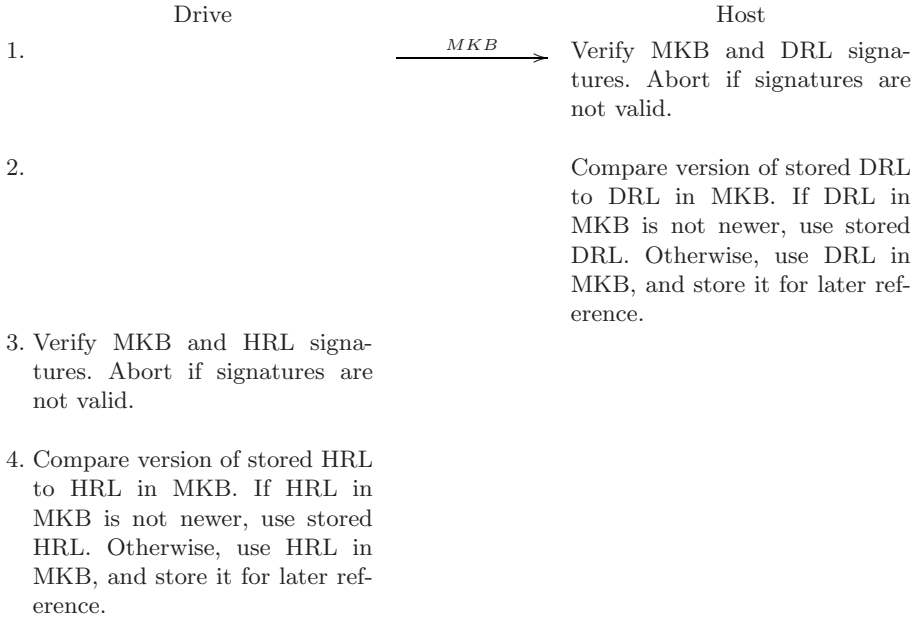 Drive Host
1. MKB Verify MKB and DRL signa-
tures. Abort if signatures are
not valid.
2. Compare version of stored DRL
to DRL in MKB. If DRL in
MKB is not newer, use stored
DRL. Otherwise, use DRL in
MKB, and store it for later ref-
erence.
3. Verify MKB and HRL signa-
tures. Abort if signatures are
not valid.
4. Compare version of stored HRL
to HRL in MKB. If HRL in
MKB is not newer, use stored
HRL. Otherwise, use HRL in
MKB, and store it for later ref-
erence.